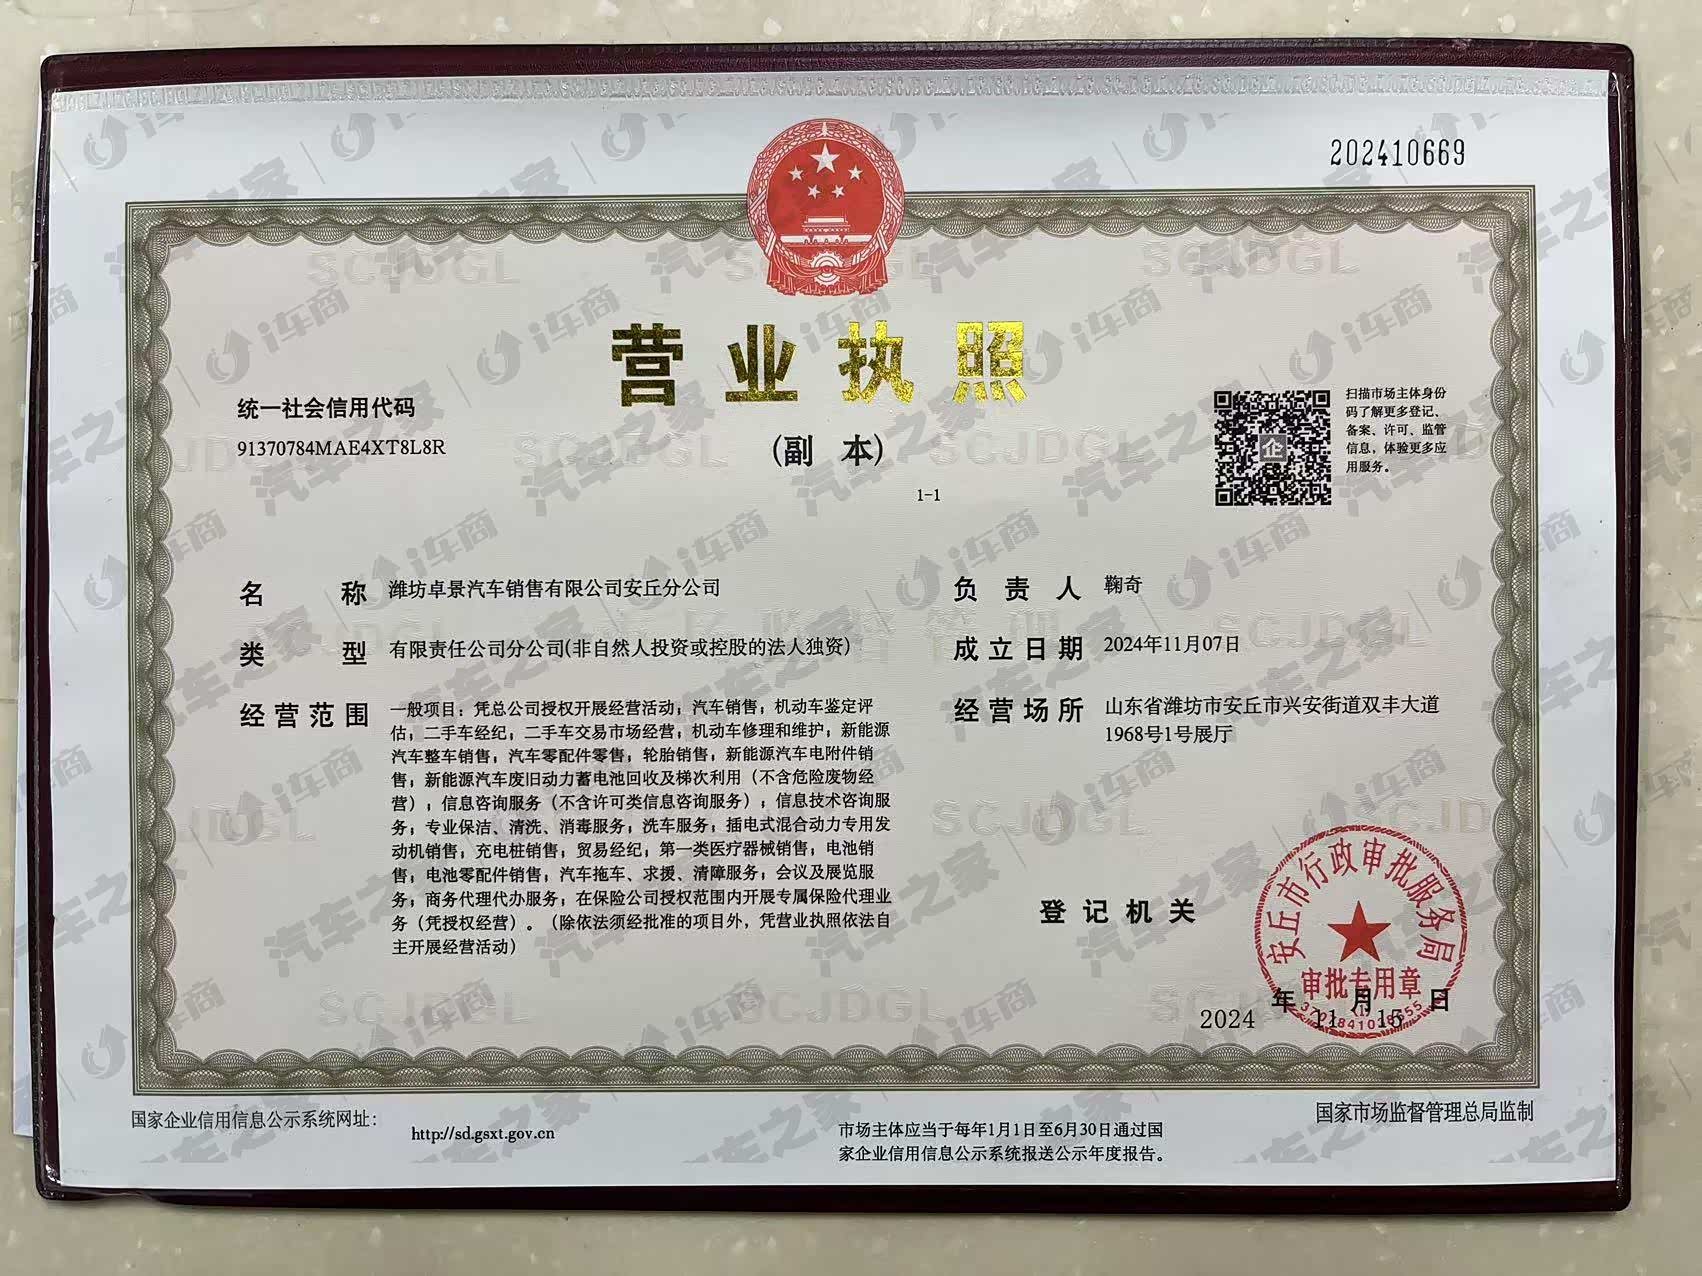 202410669
营业执照
(副 本)
1-1
统一社会信用代码
91370784MAE4XT8L8R
扫描市场主体身份
码了解更多登记、
备案、许可、监管
信息，体验更多应
用服务。
名 称 潍坊卓景汽车销售有限公司安丘分公司
类 型 有限责任公司分公司(非自然人投资或控股的法人独资)
经营范围 一般项目：凭总公司授权开展经营活动；汽车销售；机动车鉴定评
估；二手车经纪；二手车交易市场经营；机动车修理和维护；新能源
汽车整车销售；汽车零配件零售；轮胎销售；新能源汽车电附件销
售；新能源汽车废旧动力蓄电池回收及梯次利用（不含危险废物经
营）；信息咨询服务（不含许可类信息咨询服务）；信息技术咨询服
务；专业保洁、清洗、消毒服务；洗车服务；插电式混合动力专用发
动机销售；充电桩销售；贸易经纪；第一类医疗器械销售；电池销
售；电池零配件销售；汽车拖车、求援、清障服务；会议及展览服
务；商务代理代办服务；在保险公司授权范围内开展专属保险代理业
务（凭授权经营）。（除依法须经批准的项目外，凭营业执照依法自
主开展经营活动）
负责人 鞠奇
成立日期 2024年11月07日
经营场所 山东省潍坊市安丘市兴安街道双丰大道
1968号1号展厅
登记机关
安丘市行政审批服务局
审批专用章
2024 年 11 月 15 日
国家企业信用信息公示系统网址：
http://sd.gsxt.gov.cn
市场主体应当于每年1月1日至6月30日通过国
家企业信用信息公示系统报送公示年度报告。
国家市场监督管理总局监制
汽车之家
i车商
SCJDGL